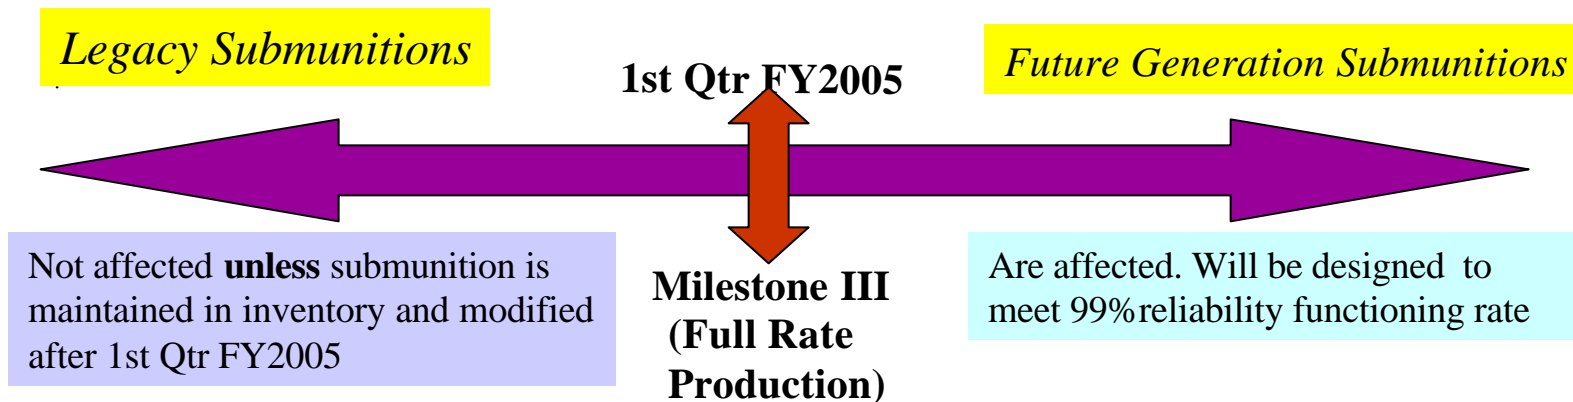 Legacy Submunitions
1st Qtr FY2005
Future Generation Submunitions
Not affected unless submunition is
maintained in inventory and modified
after 1st Qtr FY2005
Milestone III
(Full Rate
Production)
Are affected. Will be designed to
meet 99%reliability functioning rate